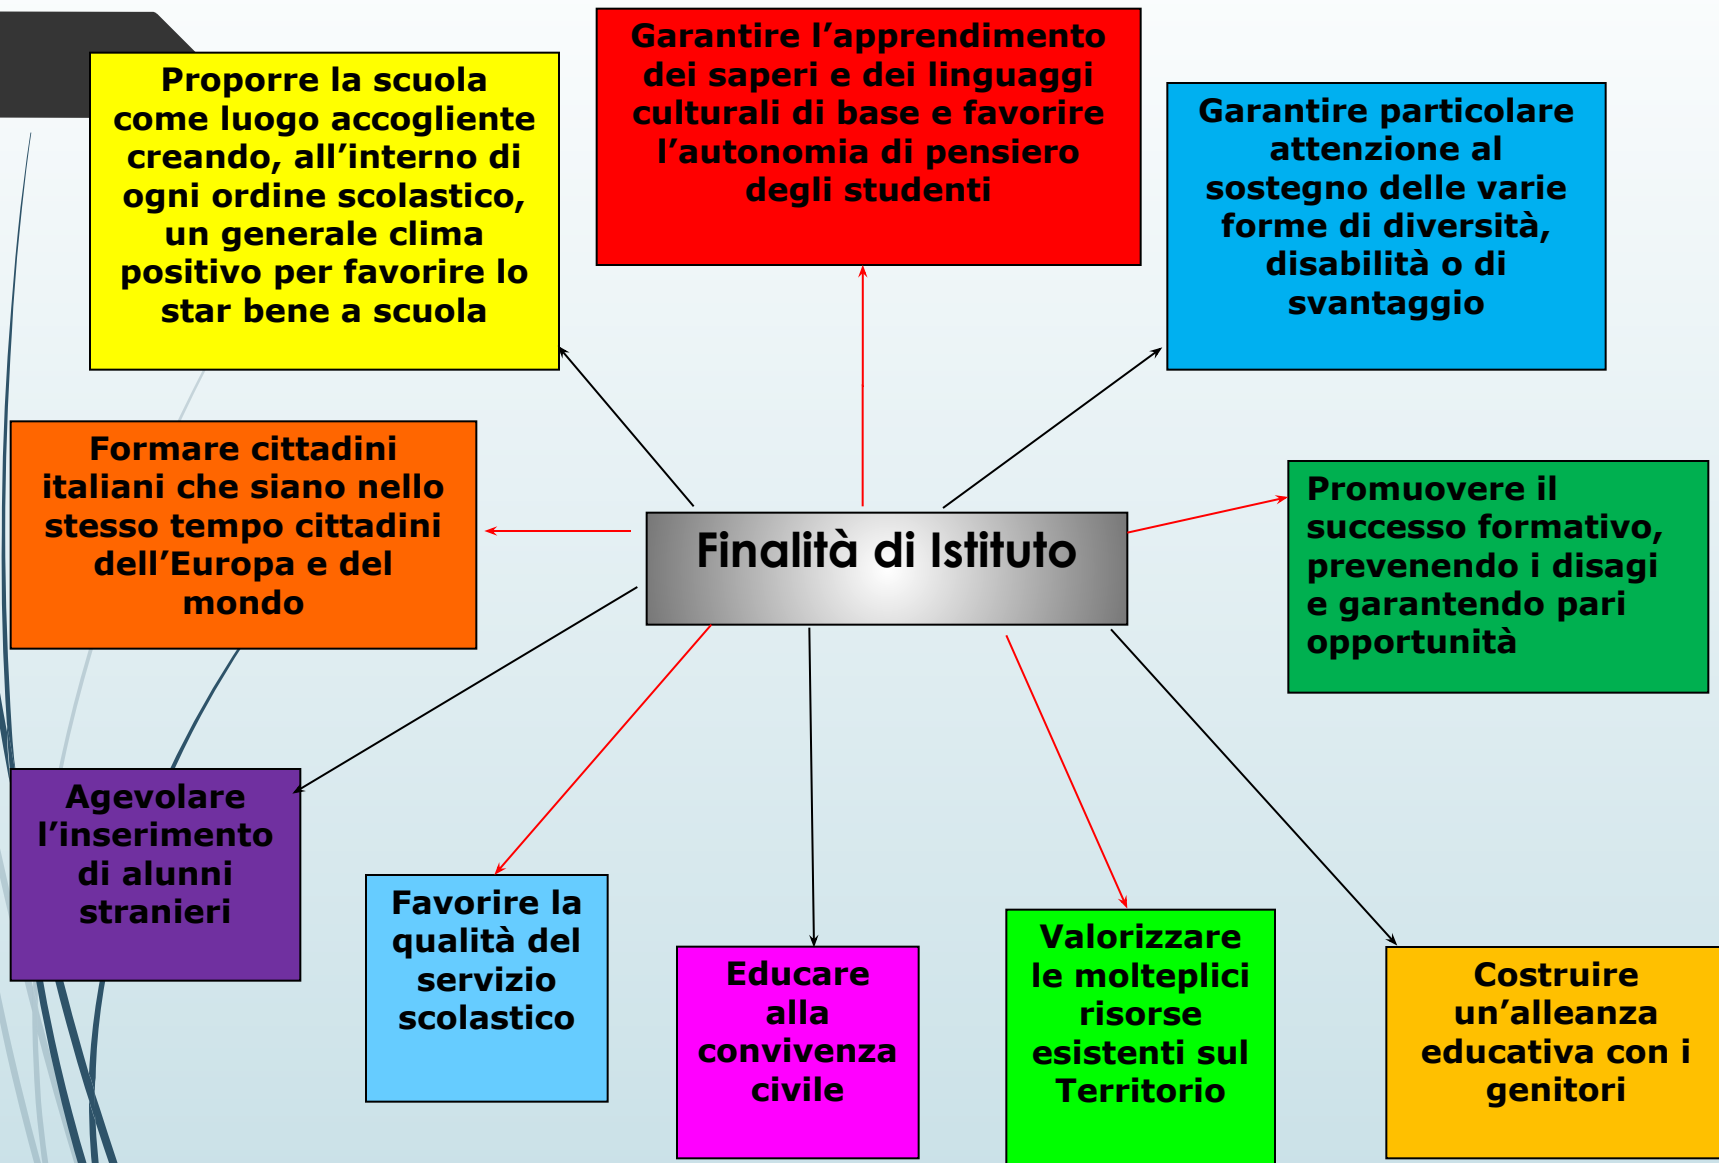 Proporre la scuola
come luogo accogliente
creando, all’interno di
ogni ordine scolastico,
un generale clima
positivo per favorire lo
star bene a scuola
Garantire l’apprendimento
dei saperi e dei linguaggi
culturali di base e favorire
l’autonomia di pensiero
degli studenti
Garantire particolare
attenzione al
sostegno delle varie
forme di diversità,
disabilità o di
svantaggio
Formare cittadini
italiani che siano nello
stesso tempo cittadini
dell’Europa e del
mondo
Finalità di Istituto
Promuovere il
successo formativo,
prevenendo i disagi
e garantendo pari
opportunità
Agevolare
l’inserimento
di alunni
stranieri
Favorire la
qualità del
servizio
scolastico
Educare
alla
convivenza
civile
Valorizzare
le molteplici
risorse
esistenti sul
Territorio
Costruire
un’alleanza
educativa con i
genitori